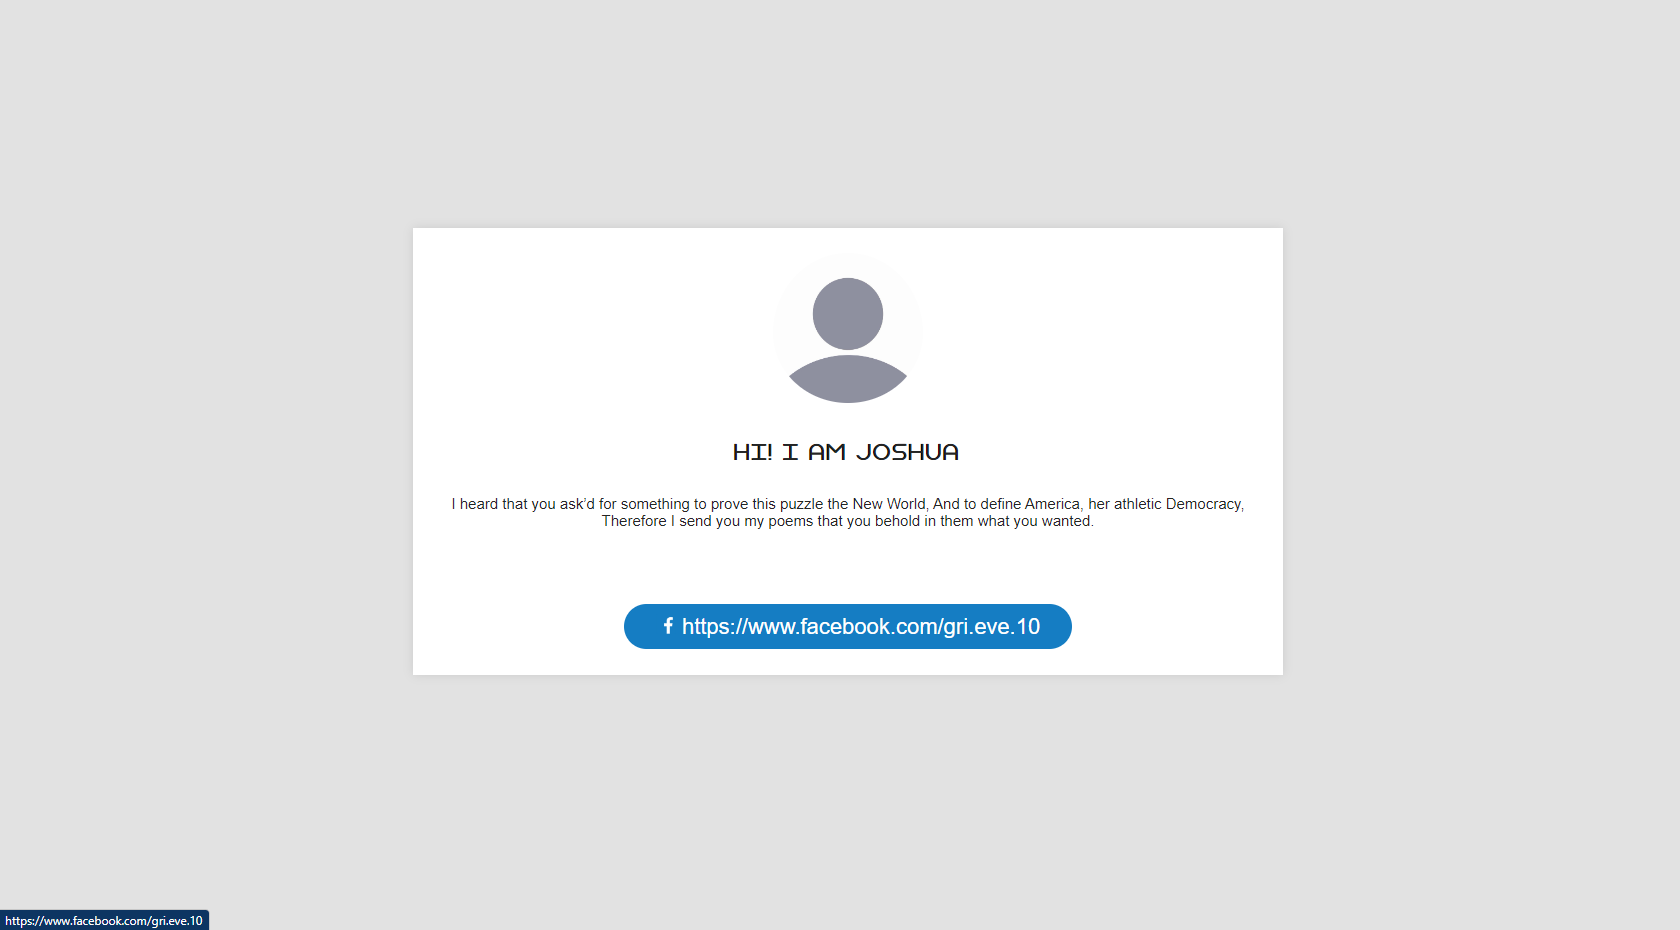 HI! I AM JOSHUA
I heard that you ask’d for something to prove this puzzle the New World, And to define America, her athletic Democracy,
Therefore I send you my poems that you behold in them what you wanted.
https://www.facebook.com/gri.eve.10
https://www.facebook.com/gri.eve.10